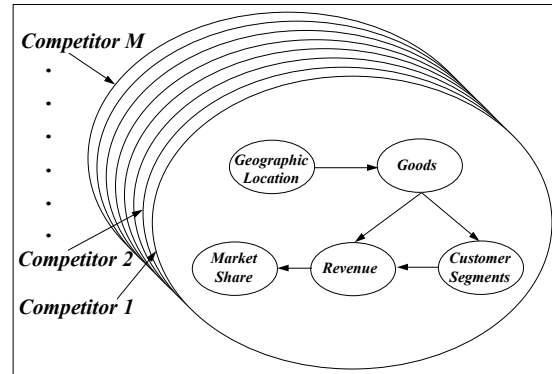 Competitor M
Geographic
Location
Goods
Market
Share
Revenue
Customer
Segments
Competitor 2
Competitor 1